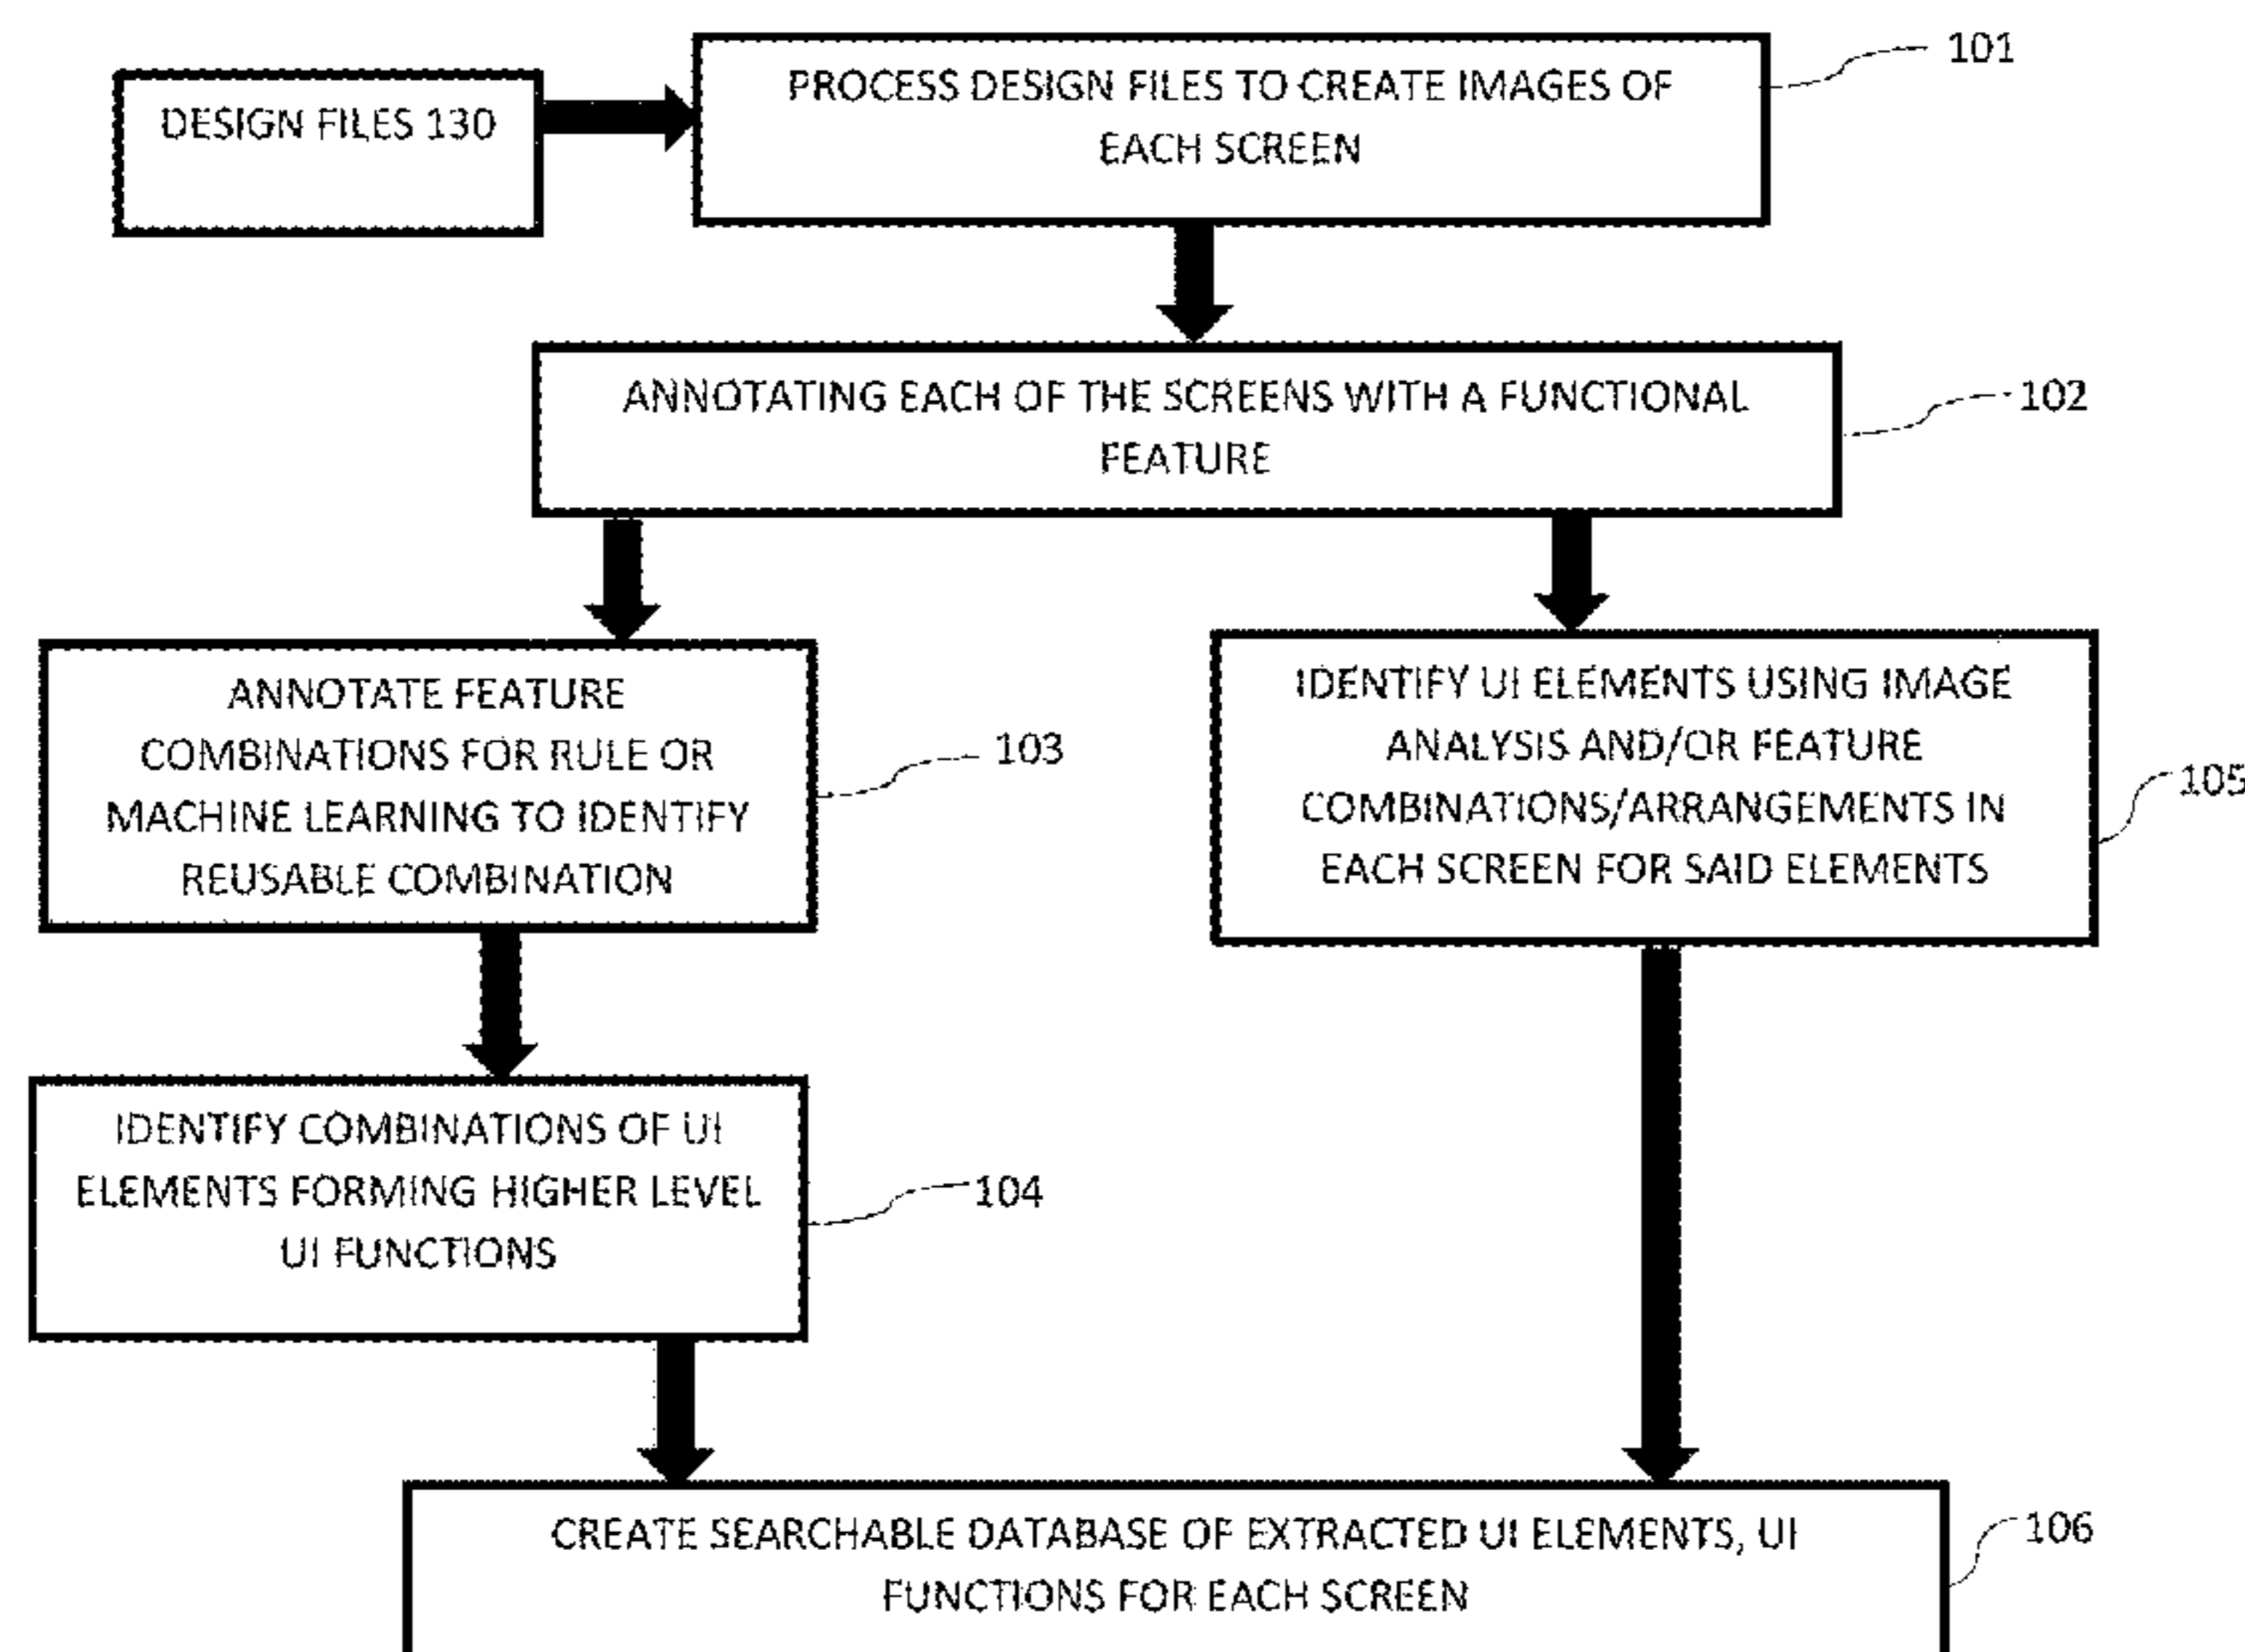 DESIGN FILES 130
PROCESS DESIGN FILES TO CREATE IMAGES OF
EACH SCREEN
101
ANNOTATING EACH OF THE SCREENS WITH A FUNCTIONAL
FEATURE
102
ANNOTATE FEATURE
COMBINATIONS FOR RULE OR
MACHINE LEARNING TO IDENTIFY
REUSABLE COMBINATION
103
IDENTIFY UI ELEMENTS USING IMAGE
ANALYSIS AND/OR FEATURE
COMBINATIONS/ARRANGEMENTS IN
EACH SCREEN FOR SAID ELEMENTS
105
IDENTIFY COMBINATIONS OF UI
ELEMENTS FORMING HIGHER LEVEL
UI FUNCTIONS
104
CREATE SEARCHABLE DATABASE OF EXTRACTED UI ELEMENTS, UI
FUNCTIONS FOR EACH SCREEN
106